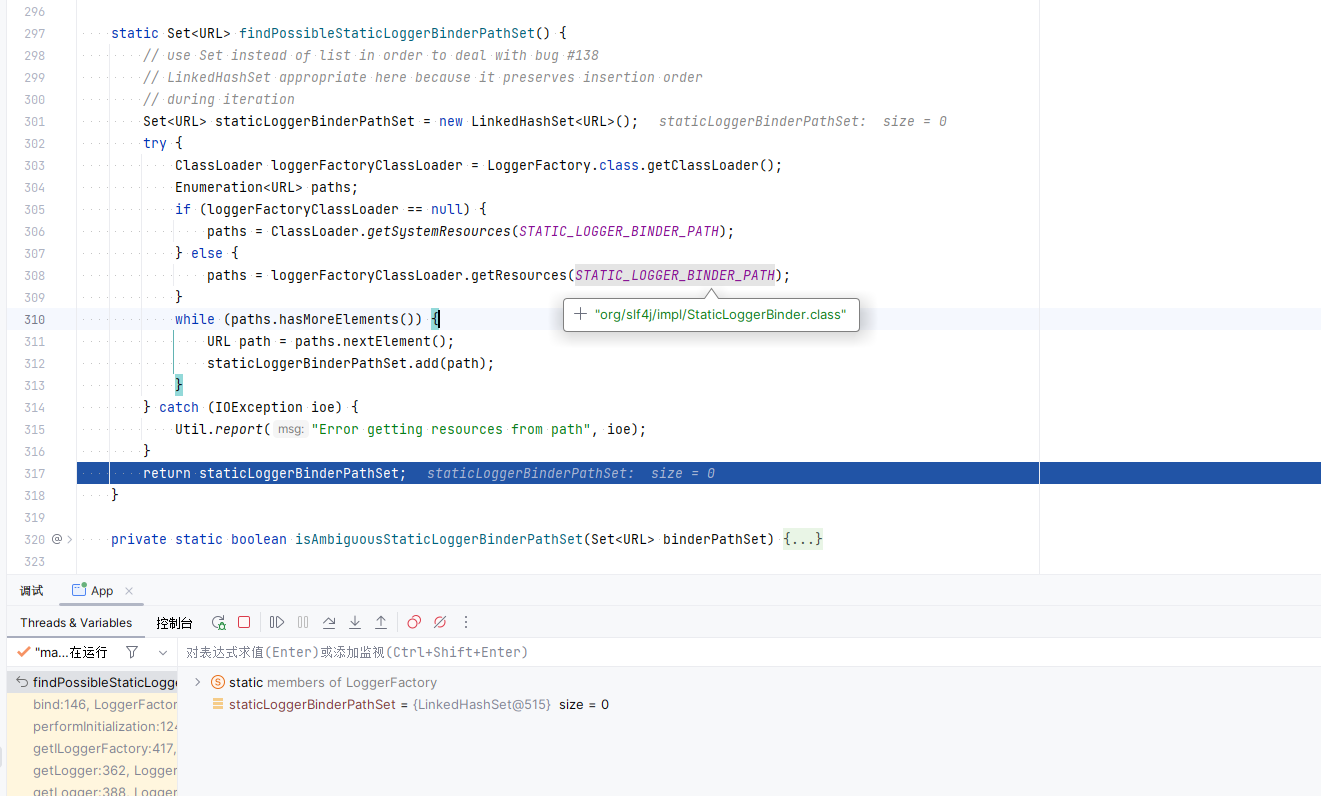 296
297 static Set<URL> findPossibleStaticLoggerBinderPathSet() {
298 // use Set instead of list in order to deal with bug #138
299 // LinkedHashSet appropriate here because it preserves insertion order
300 // during iteration
301 Set<URL> staticLoggerBinderPathSet = new LinkedHashSet<URL>(); staticLoggerBinderPathSet: size = 0
302 try {
303 ClassLoader loggerFactoryClassLoader = LoggerFactory.class.getClassLoader();
304 Enumeration<URL> paths;
305 if (loggerFactoryClassLoader == null) {
306 paths = ClassLoader.getSystemResources(STATIC_LOGGER_BINDER_PATH);
307 } else {
308 paths = loggerFactoryClassLoader.getResources(STATIC_LOGGER_BINDER_PATH);
309 }
"org/slf4j/impl/StaticLoggerBinder.class"
310 while (paths.hasMoreElements()) {
311 URL path = paths.nextElement();
312 staticLoggerBinderPathSet.add(path);
313 }
314 } catch (IOException ioe) {
315 Util.report( msg: "Error getting resources from path", ioe);
316 }
317 return staticLoggerBinderPathSet; staticLoggerBinderPathSet: size = 0
318 }
319
320 @ private static boolean isAmbiguousStaticLoggerBinderPathSet(Set<URL> binderPathSet) {...}
323
调试 App
Threads & Variables 控制台
"ma...在运行 对表达式求值(Enter)或添加监视(Ctrl+Shift+Enter)
findPossibleStaticLogge
bind:146, LoggerFactor
performInitialization:124
getILoggerFactory:417,
getLogger:362, Logger
getLogger:388, Logger
static members of LoggerFactory
staticLoggerBinderPathSet = {LinkedHashSet@515} size = 0